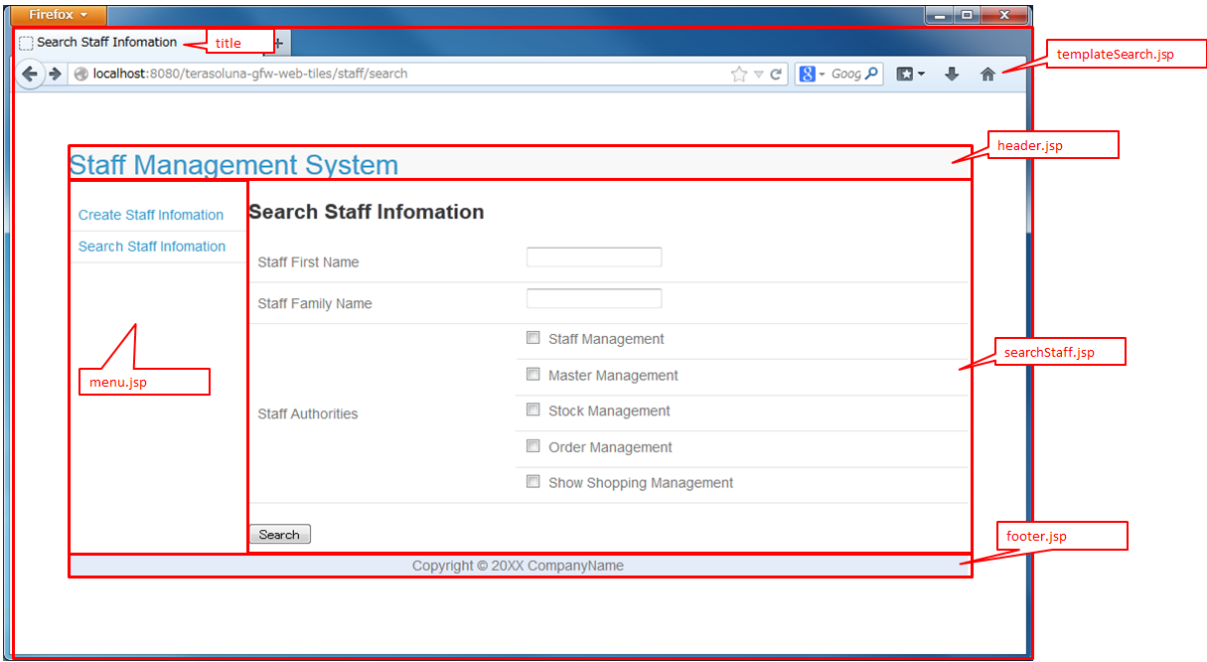 Firefox
Search Staff Infomation
title
+
templateSearch.jsp
localhost:8080/terasoluna-gfw-web-tiles/staff/search
8
Goog
header.jsp
Staff Management System
Create Staff Infomation
Search Staff Infomation
Search Staff Infomation
Staff First Name
Staff Family Name
Staff Management
searchStaff.jsp
Master Management
menu.jsp
Staff Authorities
Stock Management
Order Management
Show Shopping Management
Search
footer.jsp
Copyright © 20XX CompanyName